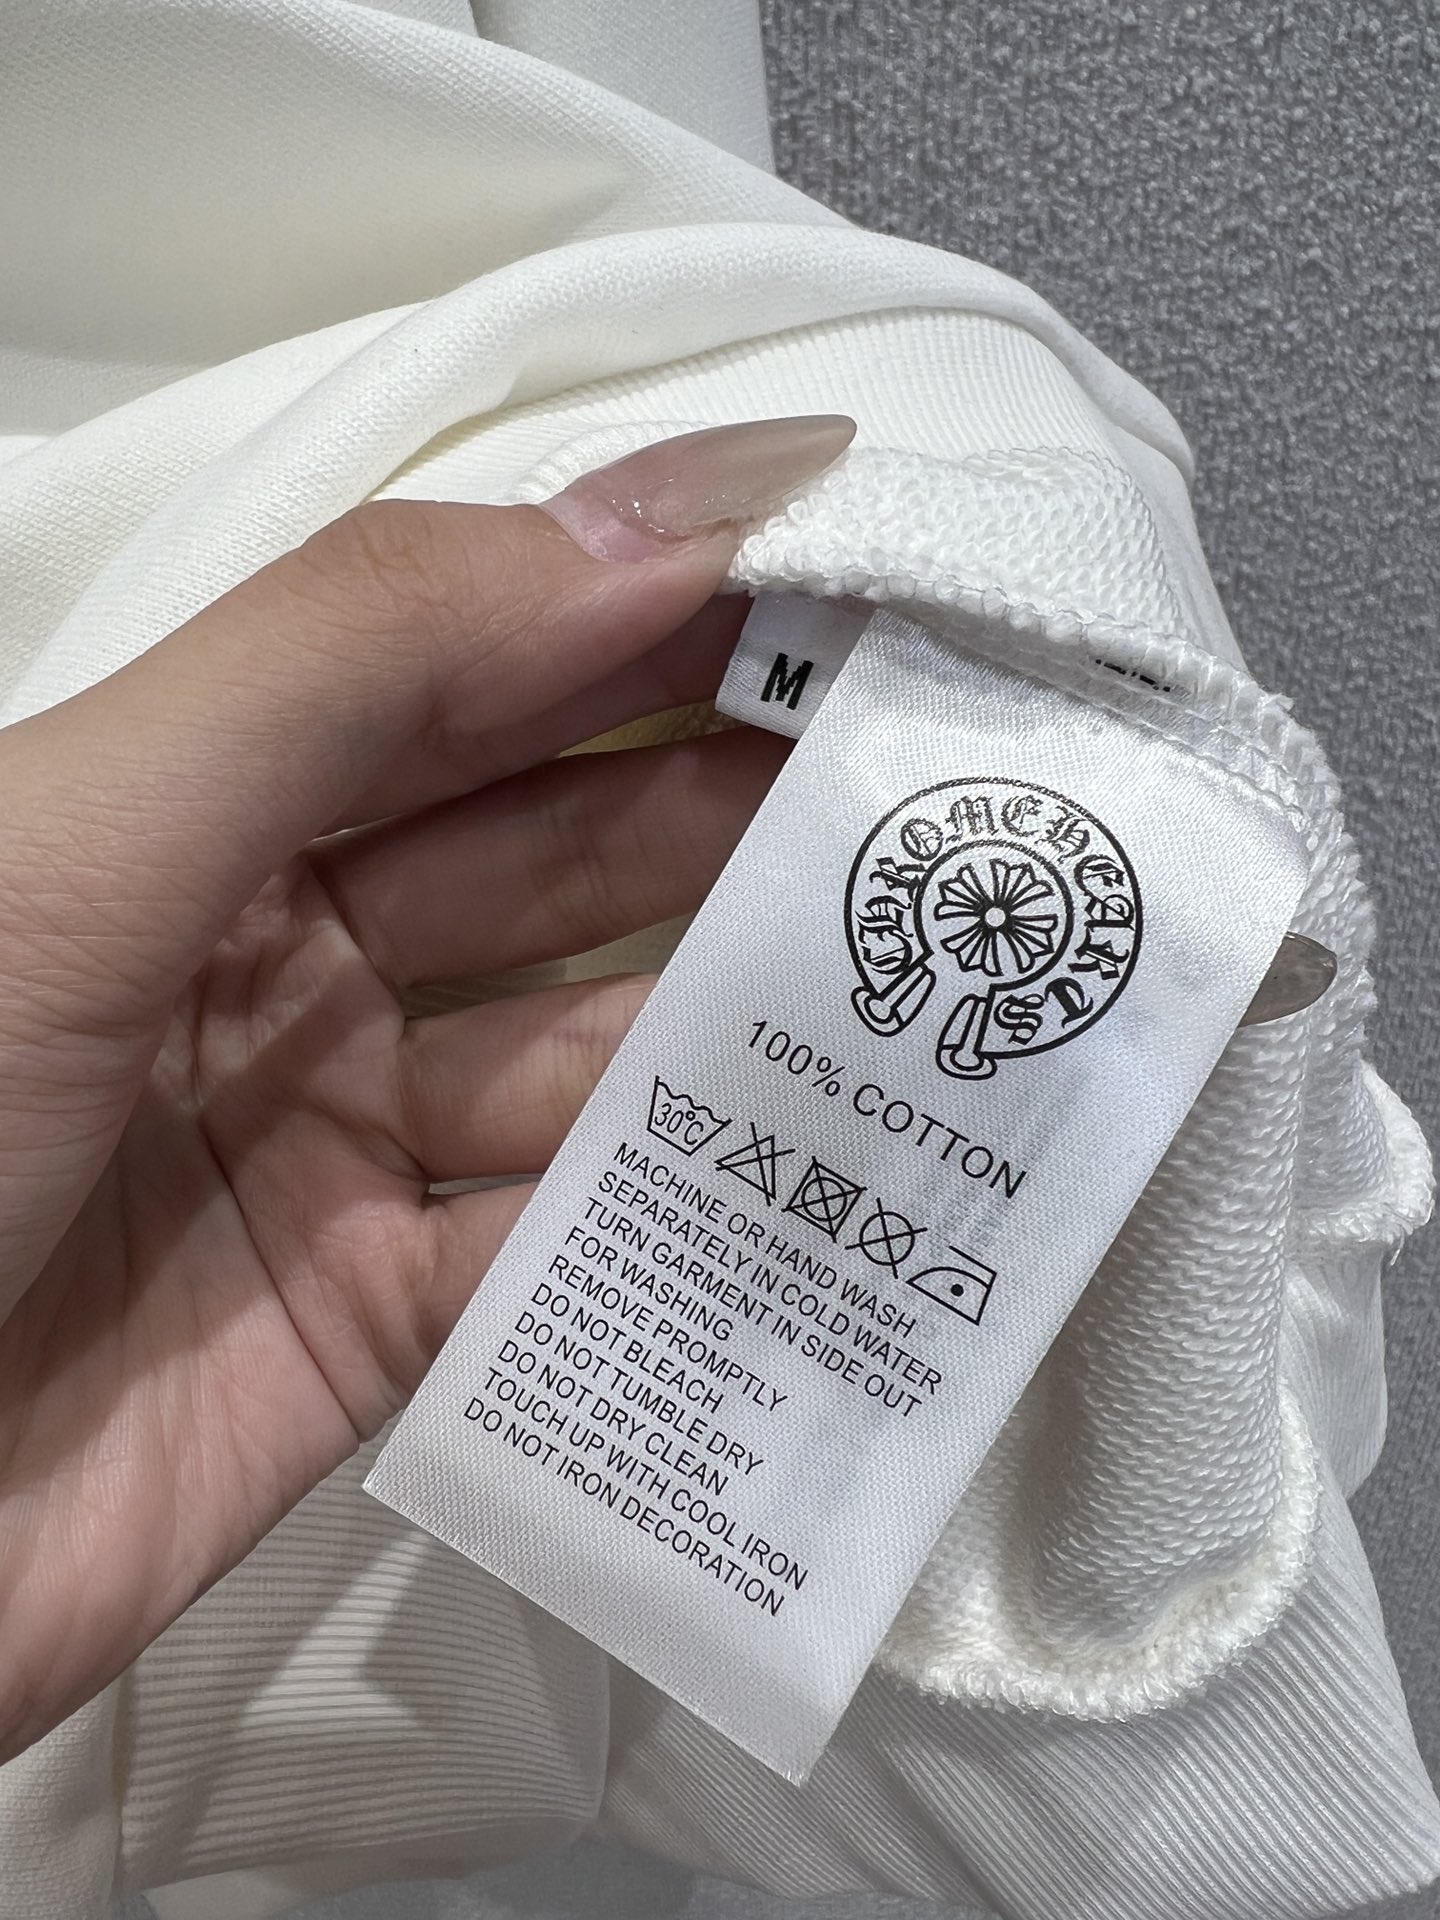 M
CHROME HEARTS
100% COTTON
30°C
MACHINE OR HAND WASH
SEPARATELY IN COLD WATER
TURN GARMENT IN SIDE OUT
FOR WASHING
REMOVE PROMPTLY
DO NOT BLEACH
DO NOT TUMBLE DRY
DO NOT DRY CLEAN
TOUCH UP WITH COOL IRON
DO NOT IRON DECORATION